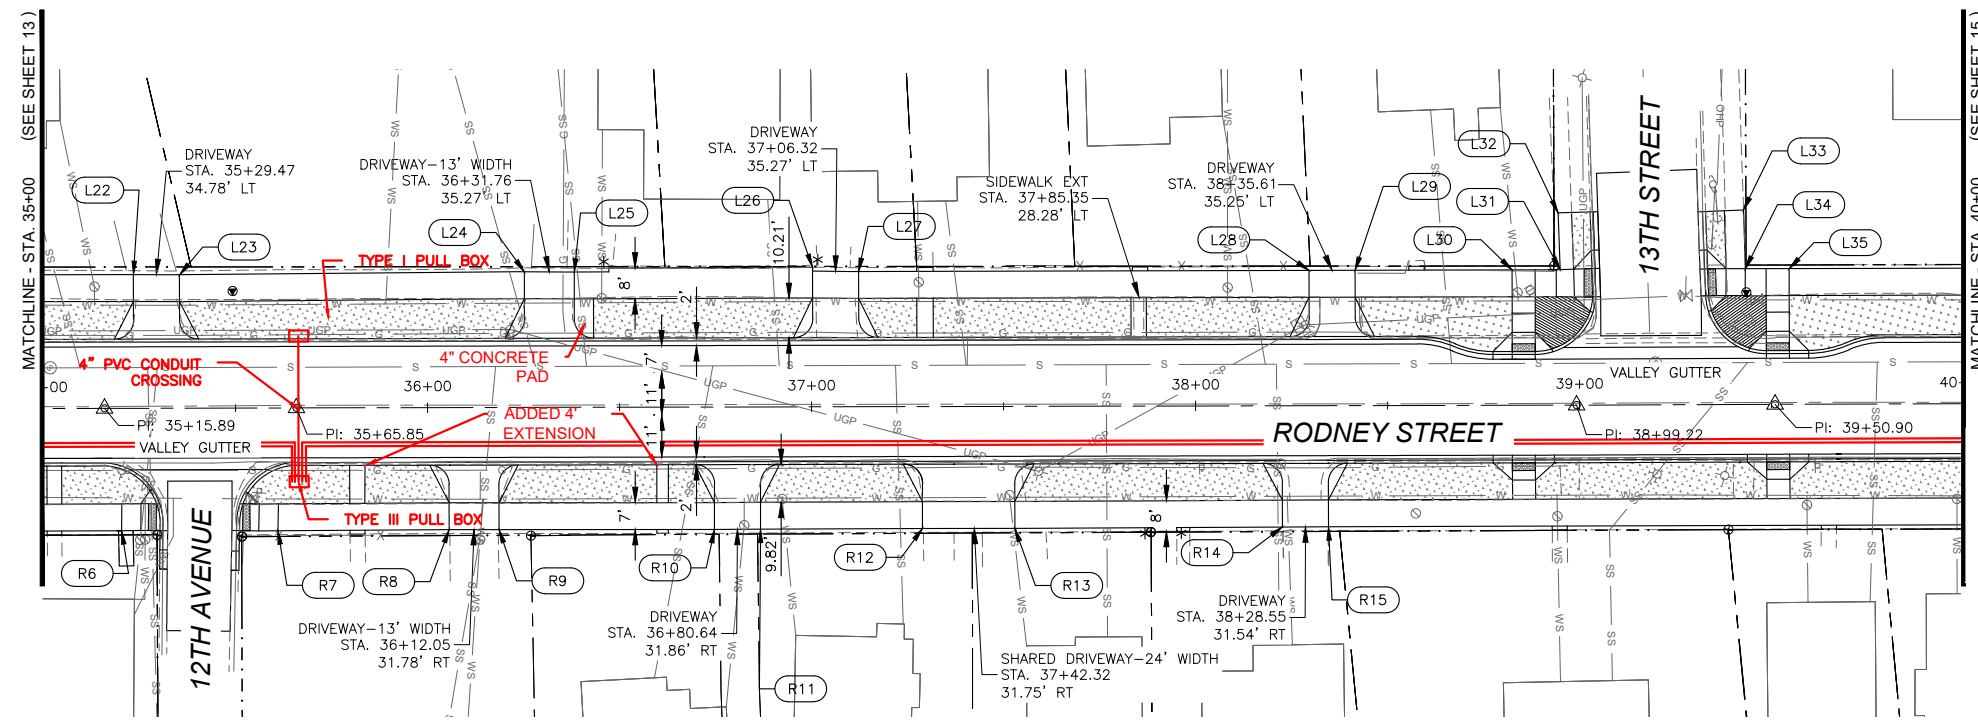 MATCHLINE - STA. 35+00 (SEE SHEET 13 )
MATCHLINE - STA. 40+00 (SEE SHEET 15 )
DRIVEWAY
STA. 35+29.47
34.78' LT
DRIVEWAY-13' WIDTH
STA. 36+31.76
35.27' LT
DRIVEWAY
STA. 37+06.32
35.27' LT
SIDEWALK EXT
STA. 37+85.35
28.28' LT
DRIVEWAY
STA. 38+35.61
35.25' LT
L22
L23
L24
L25
L26
L27
L28
L29
L30
L31
L32
L33
L34
L35
13TH STREET
TYPE I PULL BOX
4" PVC CONDUIT
CROSSING
4" CONCRETE
PAD
ADDED 4'
EXTENSION
TYPE III PULL BOX
8'
2'
10.21'
7'
11'
11'
2'
7'
9.82'
8'
+00
36+00
37+00
38+00
39+00
40+
PI: 35+15.89
PI: 35+65.85
PI: 38+99.22
PI: 39+50.90
VALLEY GUTTER
VALLEY GUTTER
RODNEY STREET
12TH AVENUE
R6
R7
R8
R9
R10
R11
R12
R13
R14
R15
DRIVEWAY-13' WIDTH
STA. 36+12.05
31.78' RT
DRIVEWAY
STA. 36+80.64
31.86' RT
SHARED DRIVEWAY-24' WIDTH
STA. 37+42.32
31.75' RT
DRIVEWAY
STA. 38+28.55
31.54' RT